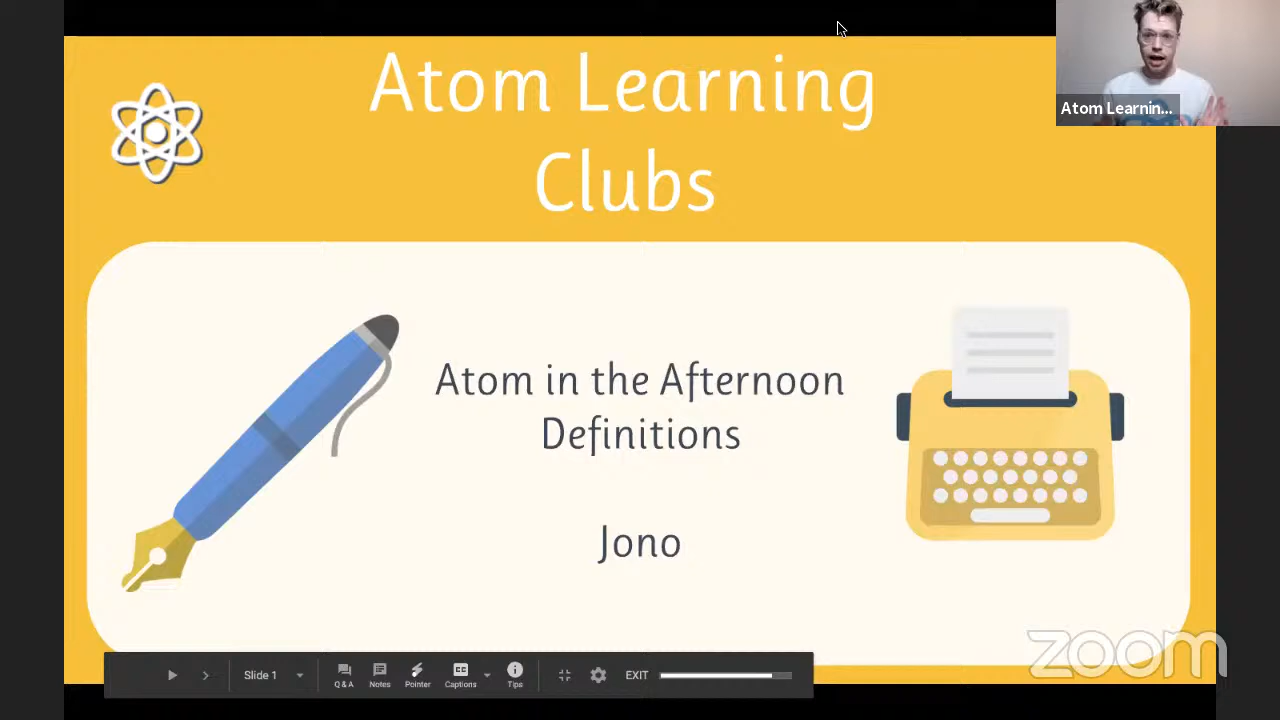 Atom Learning
Clubs
Atom Learnin...
Atom in the Afternoon
Definitions
Jono
Slide 1
Q & A
Notes
Pointer
Captions
Tips
EXIT
zoom